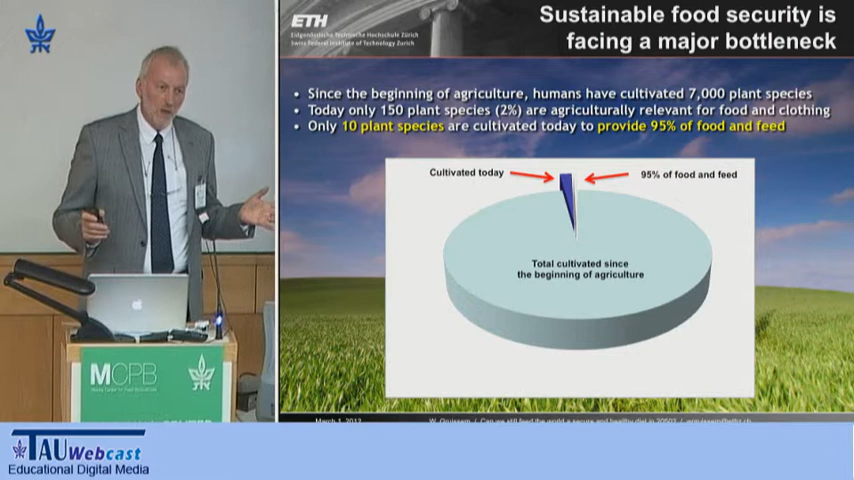 ETH
Eidgenössische Technische Hochschule Zürich
Swiss Federal Institute of Technology Zurich
Sustainable food security is
facing a major bottleneck
• Since the beginning of agriculture, humans have cultivated 7,000 plant species
• Today only 150 plant species (2%) are agriculturally relevant for food and clothing
• Only 10 plant species are cultivated today to provide 95% of food and feed
Cultivated today
95% of food and feed
Total cultivated since
the beginning of agriculture
MCPB
March 1, 2012
TAU Webcast
Educational Digital Media